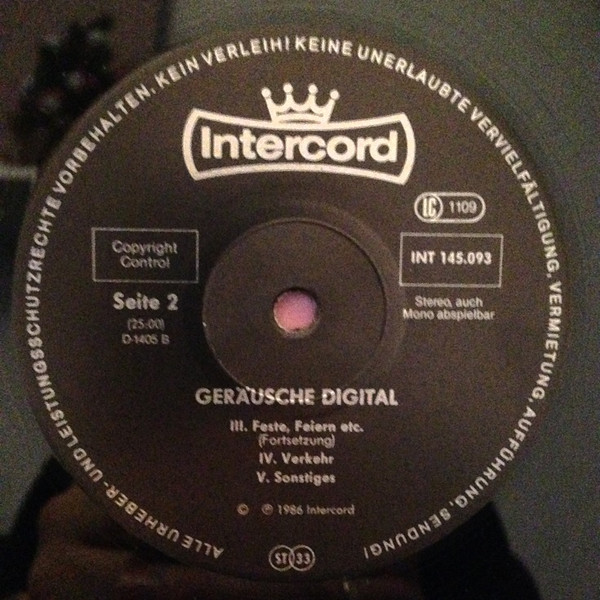 ALLE URHEBER- UND LEISTUNGSSCHUTZRECHTE VORBEHALTEN. KEIN VERLEIH! KEINE UNERLAUBTE VERVIELFÄLTIGUNG, VERMIETUNG, AUFFÜHRUNG, SENDUNG!
Intercord
LC 1109
Copyright
Control
INT 145.093
Seite 2
(25:00)
D-1405 B
Stereo, auch
Mono abspielbar
GERÄUSCHE DIGITAL
III. Feste, Feiern etc.
(Fortsetzung)
IV. Verkehr
V. Sonstiges
© ℗ 1986 Intercord
ST 33